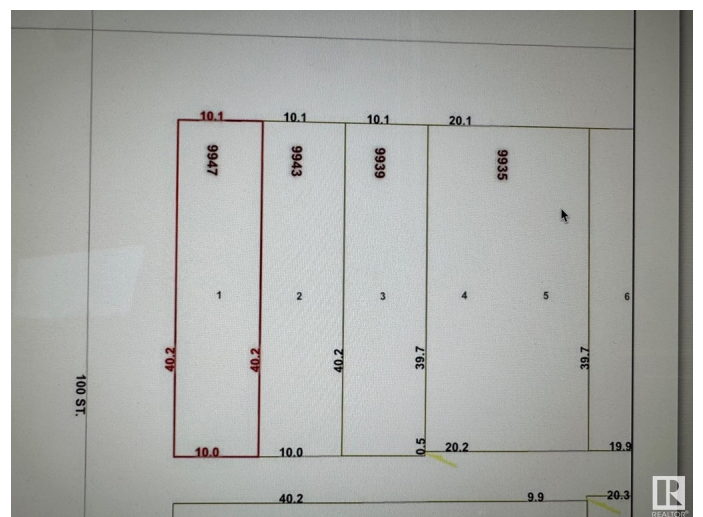 10.1 10.1 10.1 20.1
9947 9943 9939 9935
1 2 3 4 5 6
40.2 40.2 40.2 39.7 39.7
100 ST.
10.0 10.0 0.5 20.2 19.9
40.2 9.9 20.3
R
REALTOR®